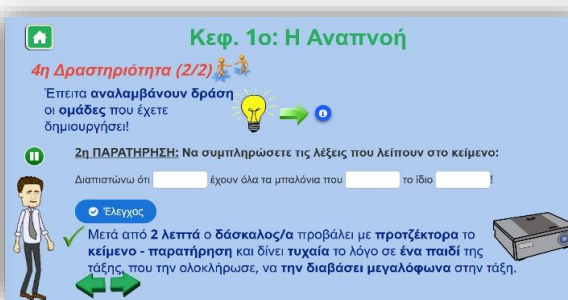 Κεφ. 1ο: Η Αναπνοή
4η Δραστηριότητα (2/2)
Έπειτα αναλαμβάνουν δράση
οι ομάδες που έχετε
δημιουργήσει!
2η ΠΑΡΑΤΗΡΗΣΗ: Να συμπληρώσετε τις λέξεις που λείπουν στο κείμενο:
Διαπιστώνω ότι έχουν όλα τα μπαλόνια που το ίδιο !
Έλεγχος
Μετά από 2 λεπτά ο δάσκαλος/α προβάλει με προτζέκτορα το
κείμενο - παρατήρηση και δίνει τυχαία το λόγο σε ένα παιδί της
τάξης, που την ολοκλήρωσε, να την διαβάσει μεγαλόφωνα στην τάξη.